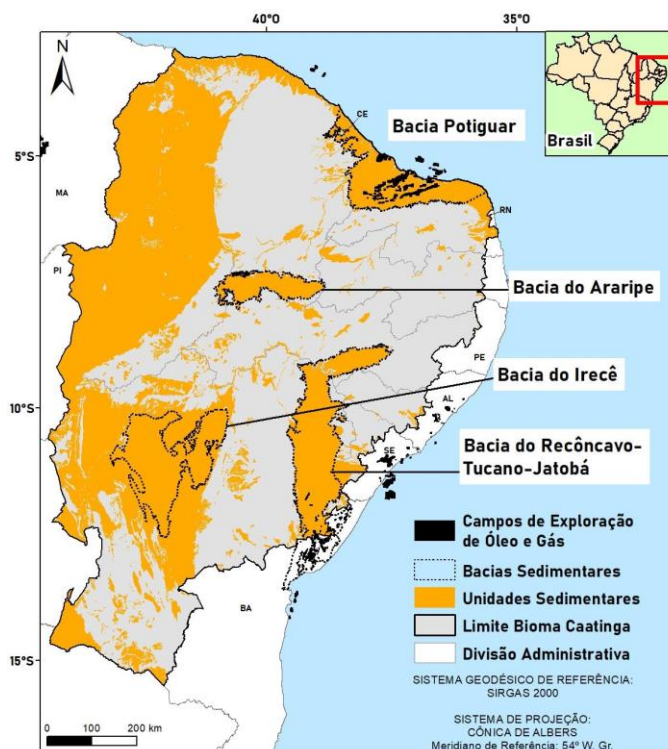 40°W
35°W
N
CE
Bacia Potiguar
Brasil
5°S
MA
RN
PI
Bacia do Araripe
PE
Bacia do Irecê
10°S
AL
SE
Bacia do Recôncavo-
Tucano-Jatobá
Campos de Exploração
de Óleo e Gás
Bacias Sedimentares
Unidades Sedimentares
BA
Limite Bioma Caatinga
Divisão Administrativa
15°S
SISTEMA GEODÉSICO DE REFERÊNCIA:
SIRGAS 2000
SISTEMA DE PROJEÇÃO:
CÔNICA DE ALBERS
Meridiano de Referência: 54° W. Gr.
0 100 200 km